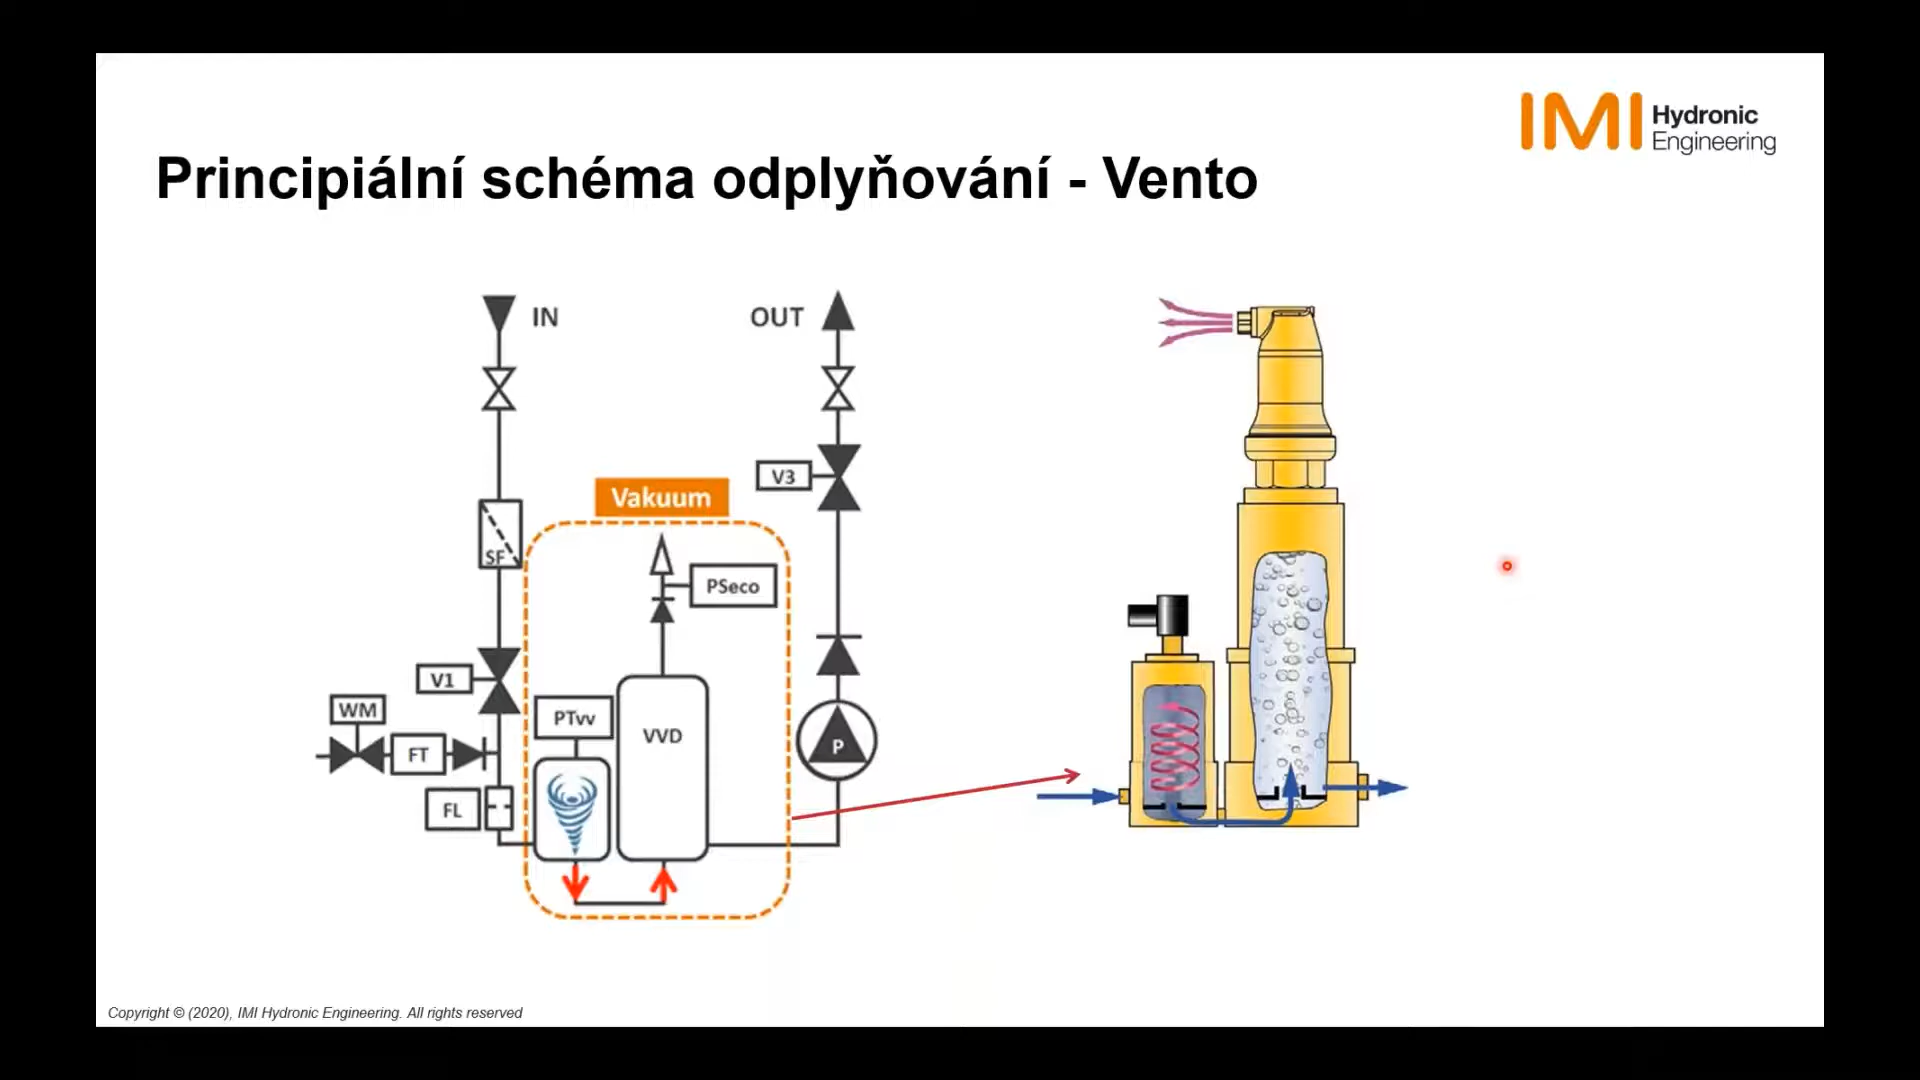 IMI Hydronic
Engineering
Principiální schéma odplyňování - Vento
IN
OUT
V3
Vakuum
SF
PSeco
V1
WM
PTvv
VVD
FT
P
FL
Copyright © (2020), IMI Hydronic Engineering. All rights reserved